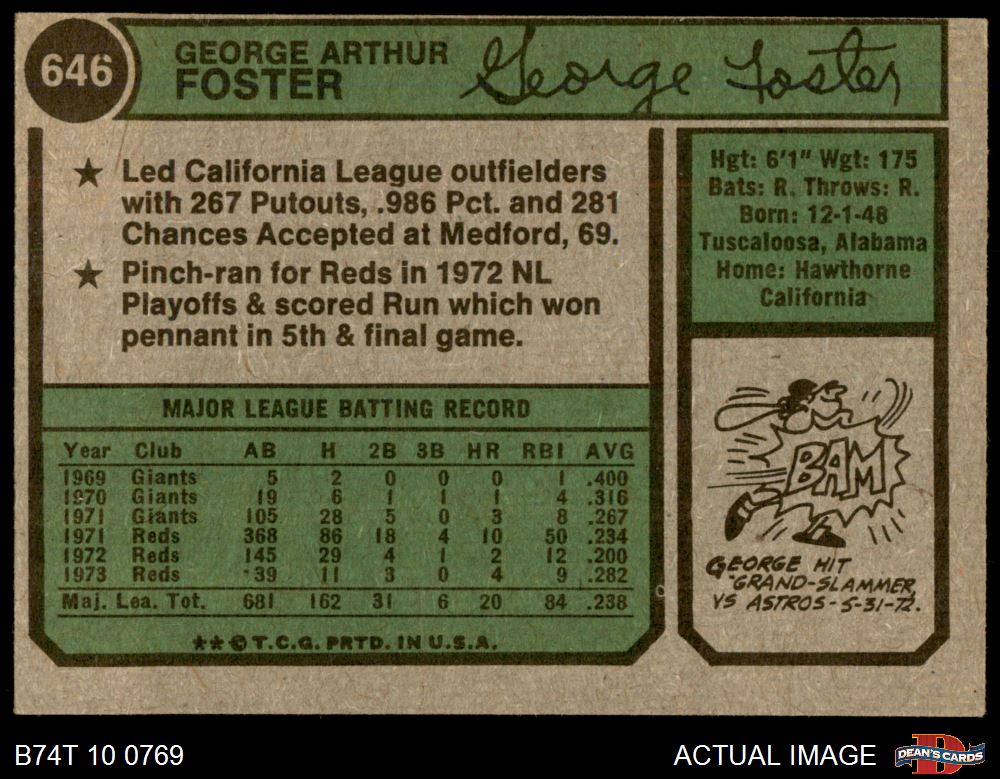 646
GEORGE ARTHUR
FOSTER
George Foster
★ Led California League outfielders
with 267 Putouts, .986 Pct. and 281
Chances Accepted at Medford, 69.
★ Pinch-ran for Reds in 1972 NL
Playoffs & scored Run which won
pennant in 5th & final game.
Hgt: 6'1" Wgt: 175
Bats: R. Throws: R.
Born: 12-1-48
Tuscaloosa, Alabama
Home: Hawthorne
California
MAJOR LEAGUE BATTING RECORD
Year Club AB H 2B 3B HR RBI AVG
1969 Giants 5 2 0 0 0 1 .400
1970 Giants 19 6 1 1 1 4 .316
1971 Giants 105 28 5 0 3 8 .267
1971 Reds 368 86 18 4 10 50 .234
1972 Reds 145 29 4 1 2 12 .200
1973 Reds 39 11 3 0 4 9 .282
Maj. Lea. Tot. 681 162 31 6 20 84 .238
★★©T.C.G. PRTD. IN U.S.A.
BAM
GEORGE HIT
"GRAND-SLAMMER,
VS ASTROS-5-31-72.
B74T 10 0769
ACTUAL IMAGE
D
DEAN'S CARDS